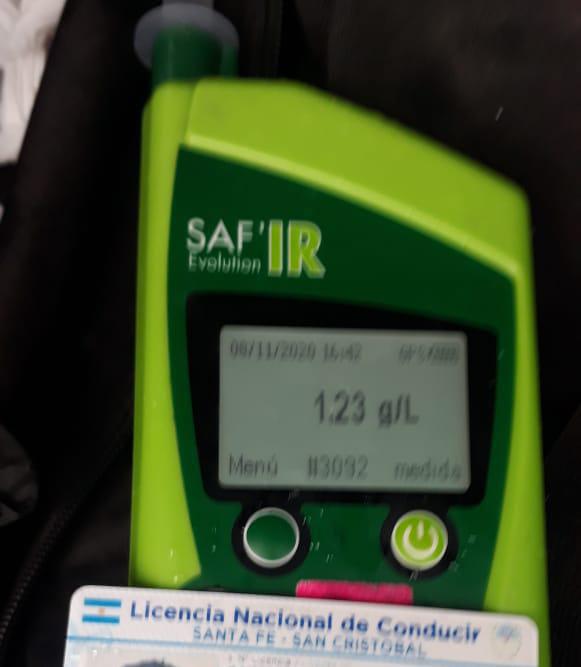 SAF'IR
Evolution
08/11/2020 16:42
1.23 g/L
Menú #3092 medida
Licencia Nacional de Conducir
SANTA FE - SAN CRISTOBAL